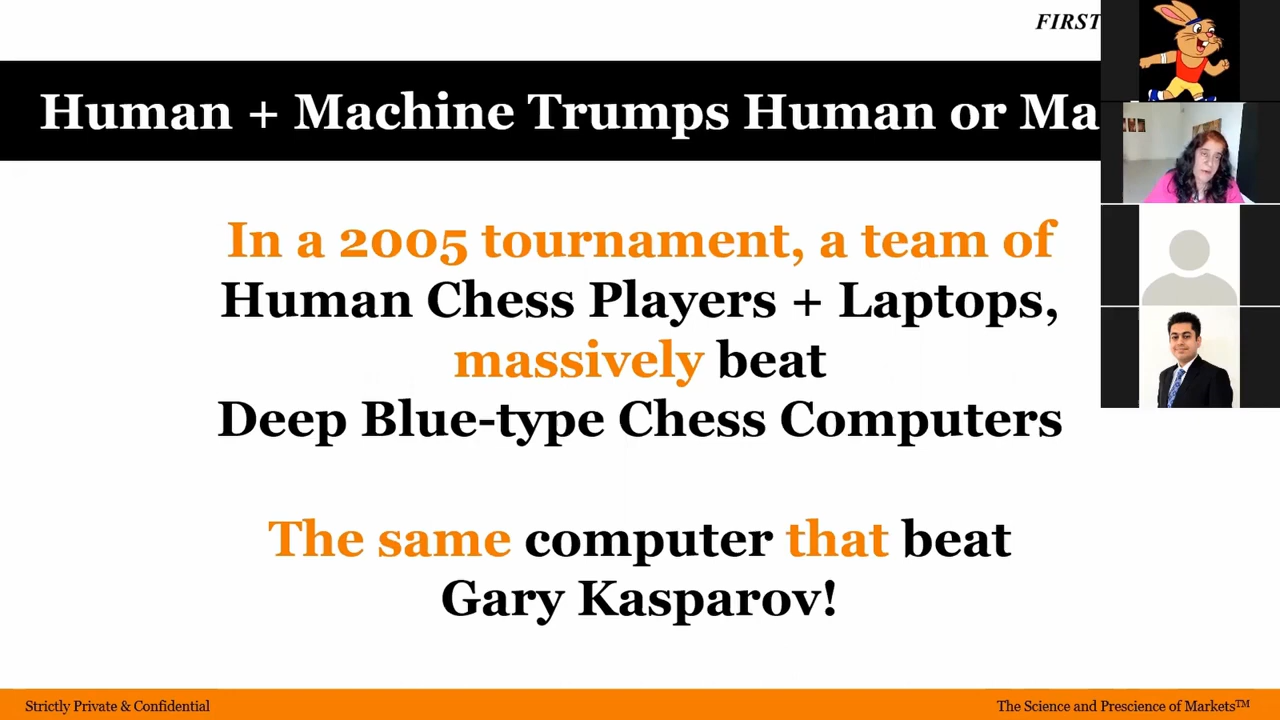 FIRST
Human + Machine Trumps Human or Ma
In a 2005 tournament, a team of
Human Chess Players + Laptops,
massively beat
Deep Blue-type Chess Computers
The same computer that beat
Gary Kasparov!
Strictly Private & Confidential
The Science and Prescience of Markets™